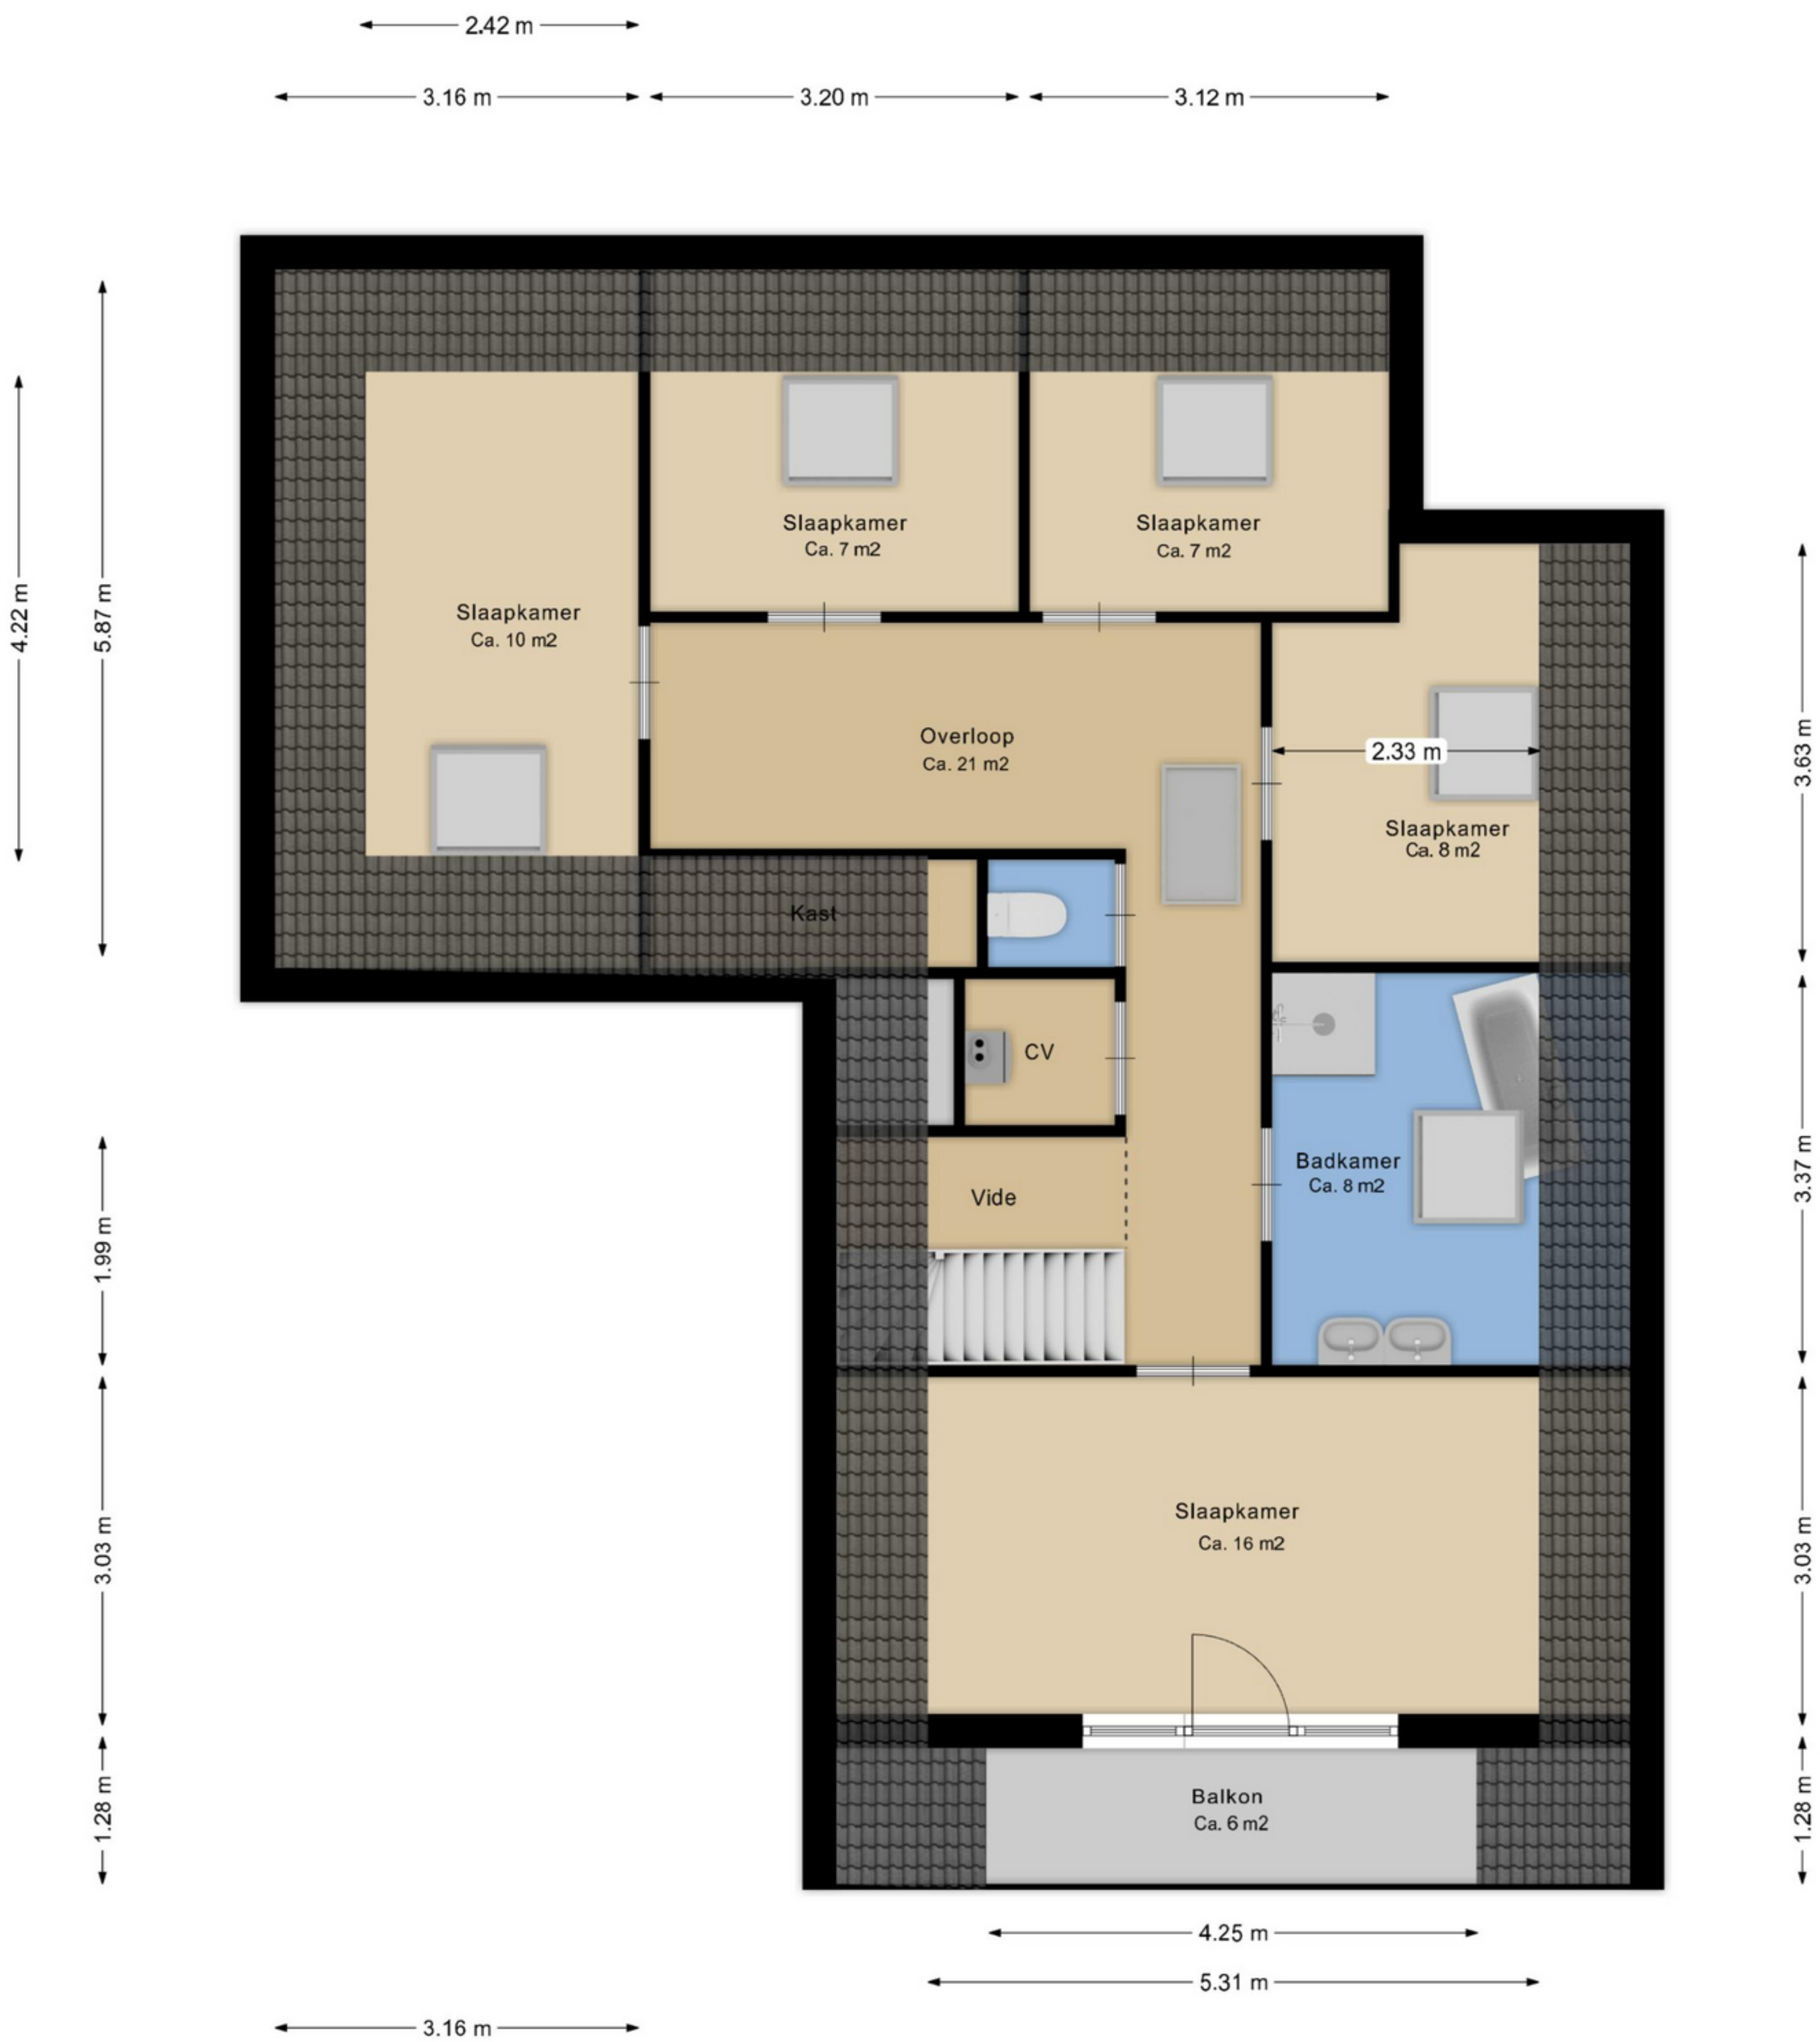 2.42 m
3.16 m
3.20 m
3.12 m
Slaapkamer
Ca. 7 m2
Slaapkamer
Ca. 7 m2
4.22 m
5.87 m
Slaapkamer
Ca. 10 m2
Overloop
Ca. 21 m2
2.33 m
3.63 m
Slaapkamer
Ca. 8 m2
Kast
CV
Badkamer
Ca. 8 m2
3.37 m
Vide
1.99 m
Slaapkamer
Ca. 16 m2
3.03 m
3.03 m
Balkon
Ca. 6 m2
1.28 m
1.28 m
4.25 m
5.31 m
3.16 m